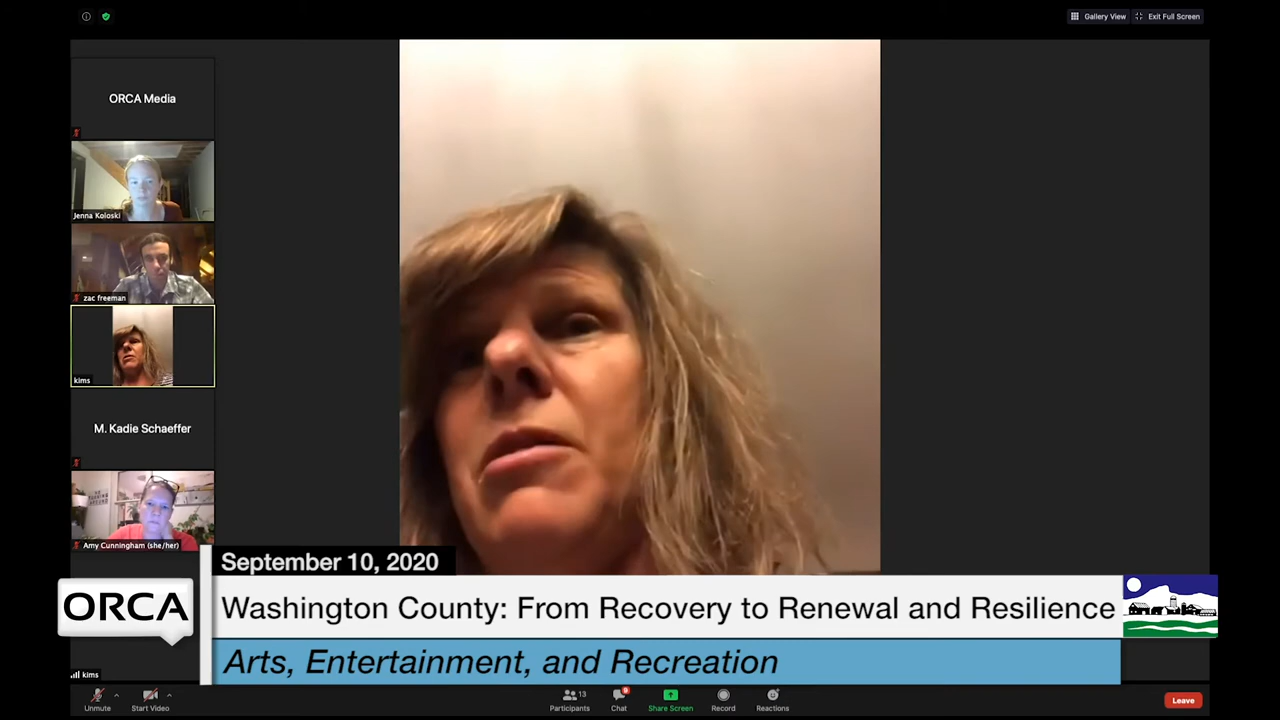 Gallery View
Exit Full Screen
ORCA Media
Jenna Koloski
zac freeman
kims
M. Kadie Schaeffer
Amy Cunningham (she/her)
September 10, 2020
ORCA
Washington County: From Recovery to Renewal and Resilience
Arts, Entertainment, and Recreation
kims
Unmute
Start Video
Participants
13
Chat
Share Screen
Record
Reactions
Leave